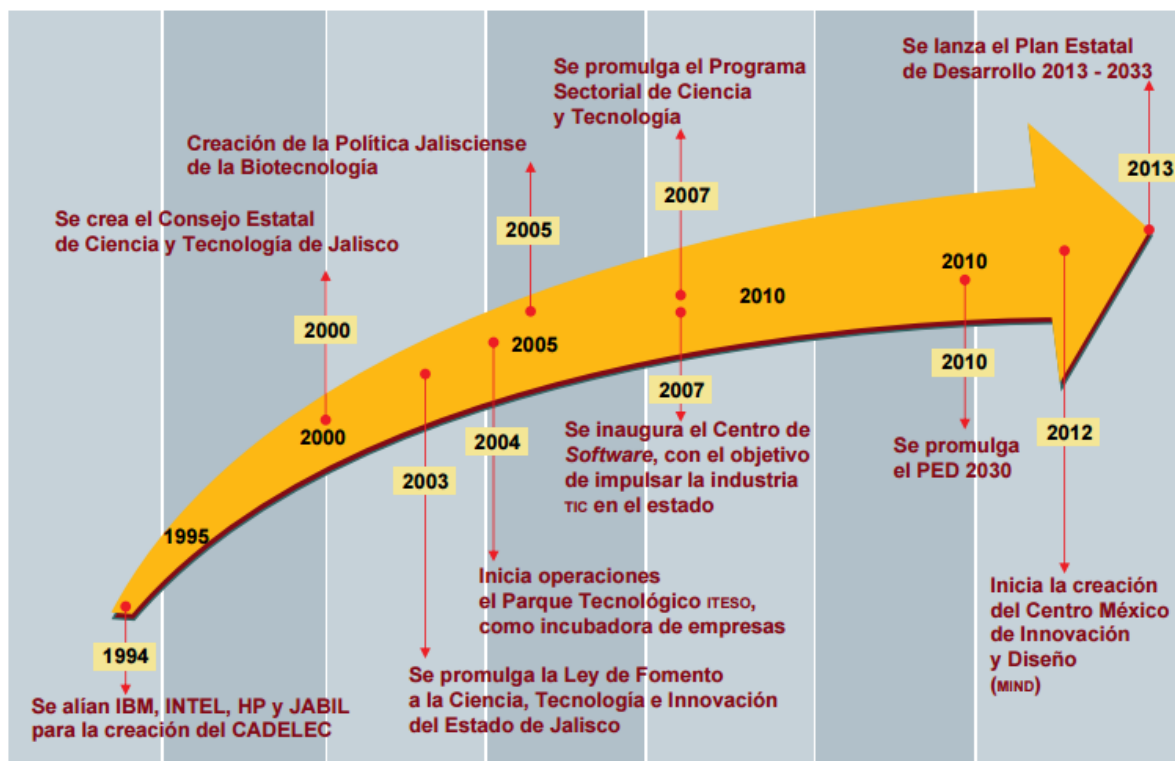 Se lanza el Plan Estatal
de Desarrollo 2013 - 2033
2013
Se promulga el Programa
Sectorial de Ciencia
y Tecnología
2007
Creación de la Política Jalisciense
de la Biotecnología
2005
Se crea el Consejo Estatal
de Ciencia y Tecnología de Jalisco
2000
1995
2000
2005
2010
2010
1994
Se alían IBM, INTEL, HP y JABIL
para la creación del CADELEC
2003
Se promulga la Ley de Fomento
a la Ciencia, Tecnología e Innovación
del Estado de Jalisco
2004
Inicia operaciones
el Parque Tecnológico ITESO,
como incubadora de empresas
2007
Se inaugura el Centro de
Software, con el objetivo
de impulsar la industria
TIC en el estado
2010
Se promulga
el PED 2030
2012
Inicia la creación
del Centro México
de Innovación
y Diseño
(MIND)